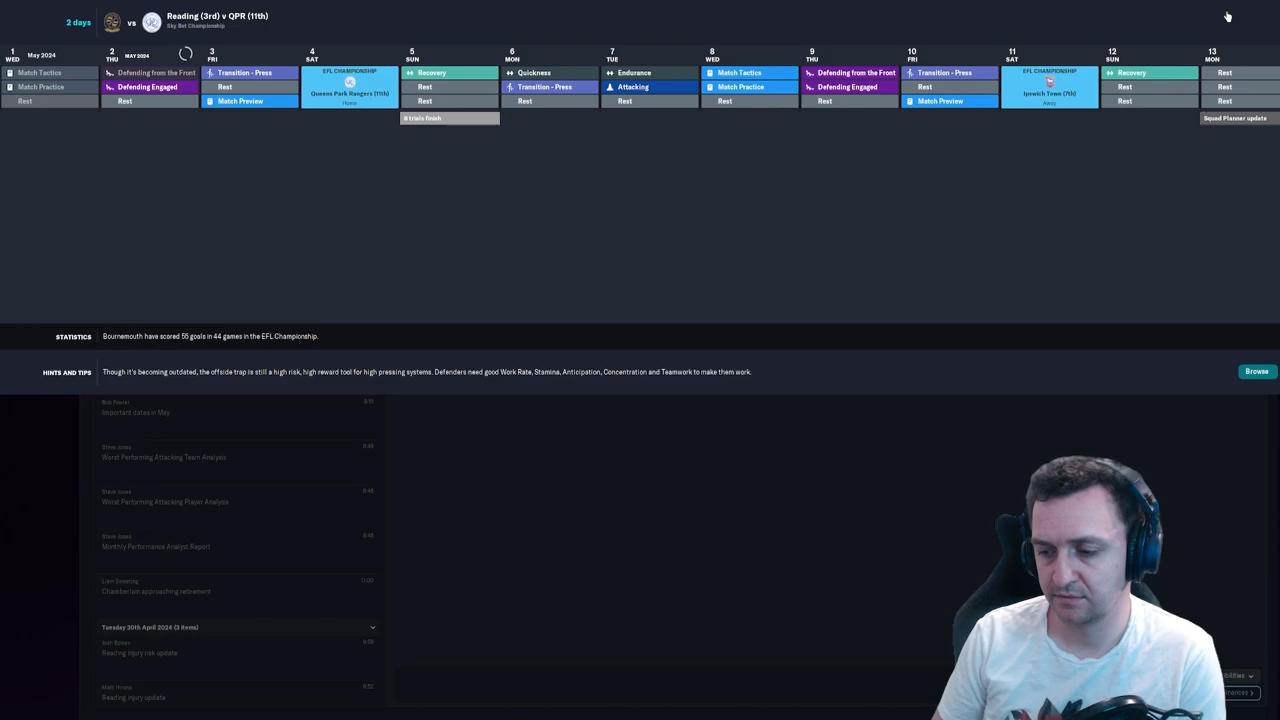 2 days
vs
Reading (3rd) v QPR (11th)
Sky Bet Championship
1 WED May 2024
2 THU MAY 2024
3 FRI
4 SAT
5 SUN
6 MON
7 TUE
8 WED
9 THU
10 FRI
11 SAT
12 SUN
13 MON
Match Tactics
Match Practice
Rest
Defending from the Front
Defending Engaged
Rest
Transition - Press
Rest
Match Preview
EFL CHAMPIONSHIP
Queens Park Rangers (11th)
Home
Recovery
Rest
Rest
8 trials finish
Quickness
Transition - Press
Rest
Endurance
Attacking
Rest
Match Tactics
Match Practice
Rest
Defending from the Front
Defending Engaged
Rest
Transition - Press
Rest
Match Preview
EFL CHAMPIONSHIP
Ipswich Town (7th)
Away
Recovery
Rest
Rest
Rest
Rest
Rest
Squad Planner update
STATISTICS
Bournemouth have scored 55 goals in 44 games in the EFL Championship.
HINTS AND TIPS
Though it's becoming outdated, the offside trap is still a high risk, high reward tool for high pressing systems. Defenders need good Work Rate, Stamina, Anticipation, Concentration and Teamwork to make them work.
Browse
Important dates in May
Steve Jones
Worst Performing Attacking Team Analysis
Steve Jones
Worst Performing Attacking Player Analysis
Steve Jones
Monthly Performance Analyst Report
Chamberlain approaching retirement
Tuesday 30th April 2024 (3 items)
Reading injury risk update
Reading injury update